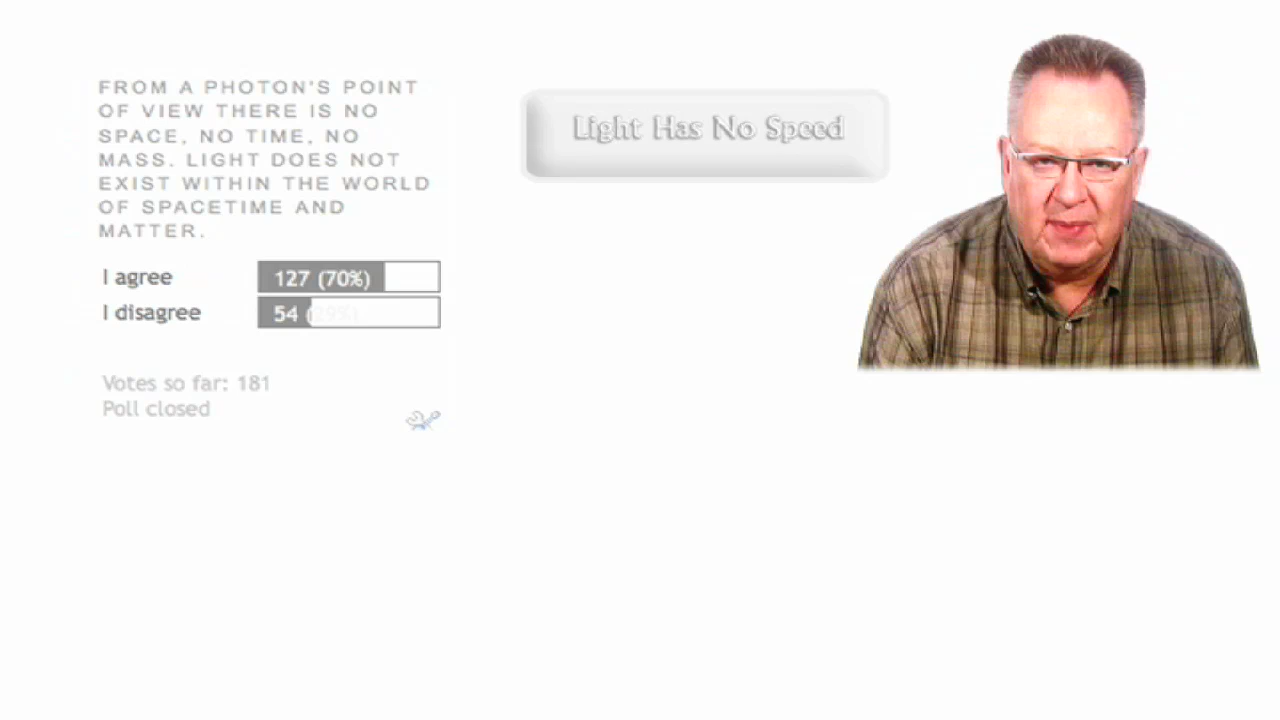 FROM A PHOTON'S POINT
OF VIEW THERE IS NO
SPACE, NO TIME, NO
MASS. LIGHT DOES NOT
EXIST WITHIN THE WORLD
OF SPACETIME AND
MATTER.
I agree 127 (70%)
I disagree 54 (29%)
Votes so far: 181
Poll closed
Light Has No Speed